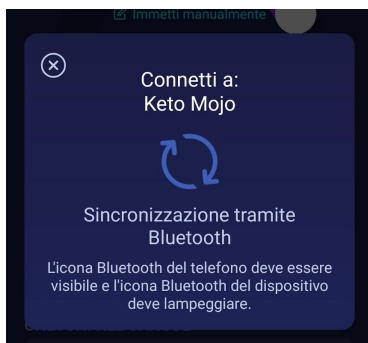 Immetti manualmente
Connetti a:
Keto Mojo
Sincronizzazione tramite
Bluetooth
L'icona Bluetooth del telefono deve essere
visibile e l'icona Bluetooth del dispositivo
deve lampeggiare.